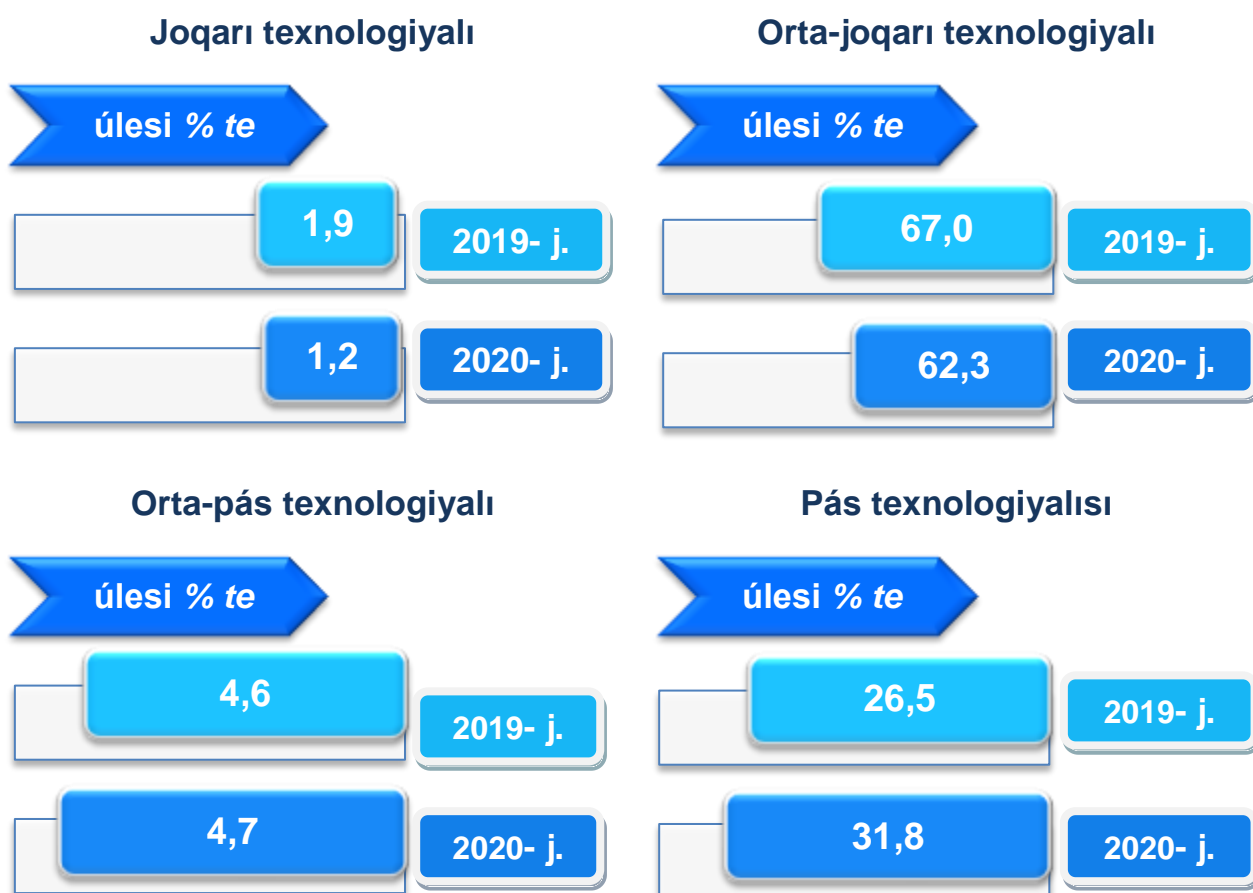 Joqarı texnologiyalı
úlesi % te
1,9
2019- j.
1,2
2020- j.
Orta-joqarı texnologiyalı
úlesi % te
67,0
2019- j.
62,3
2020- j.
Orta-pás texnologiyalı
úlesi % te
4,6
2019- j.
4,7
2020- j.
Pás texnologiyalısı
úlesi % te
26,5
2019- j.
31,8
2020- j.